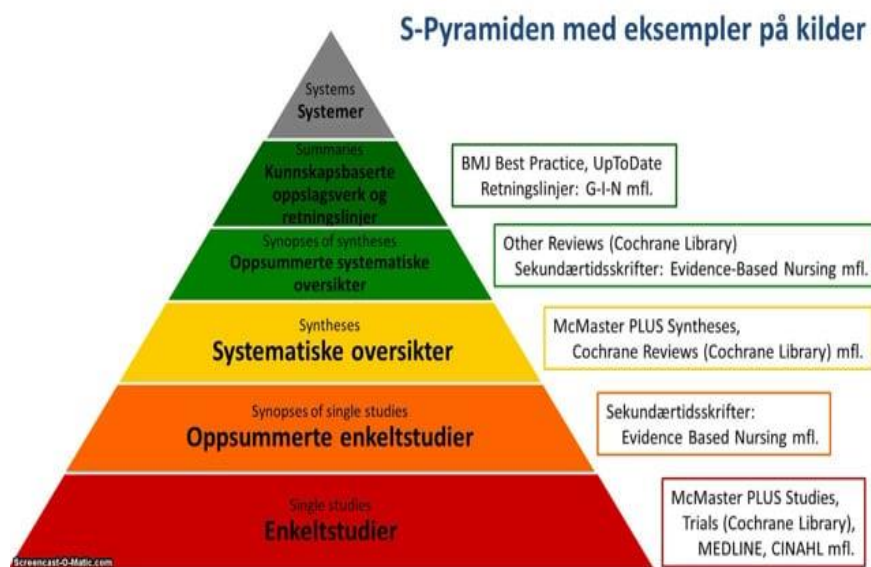 S-Pyramiden med eksempler på kilder
Systems
Systemer
Summaries
Kunnskapsbaserte
oppslagsverk og
retningslinjer
BMJ Best Practice, UpToDate
Retningslinjer: G-I-N mfl.
Synopses of syntheses
Oppsummerte systematiske
oversikter
Other Reviews (Cochrane Library)
Sekundærtidsskrifter: Evidence-Based Nursing mfl.
Syntheses
Systematiske oversikter
McMaster PLUS Syntheses,
Cochrane Reviews (Cochrane Library) mfl.
Synopses of single studies
Oppsummerte enkeltstudier
Sekundærtidsskrifter:
Evidence Based Nursing mfl.
Single studies
Enkeltstudier
McMaster PLUS Studies,
Trials (Cochrane Library),
MEDLINE, CINAHL mfl.
Screencast-O-Matic.com